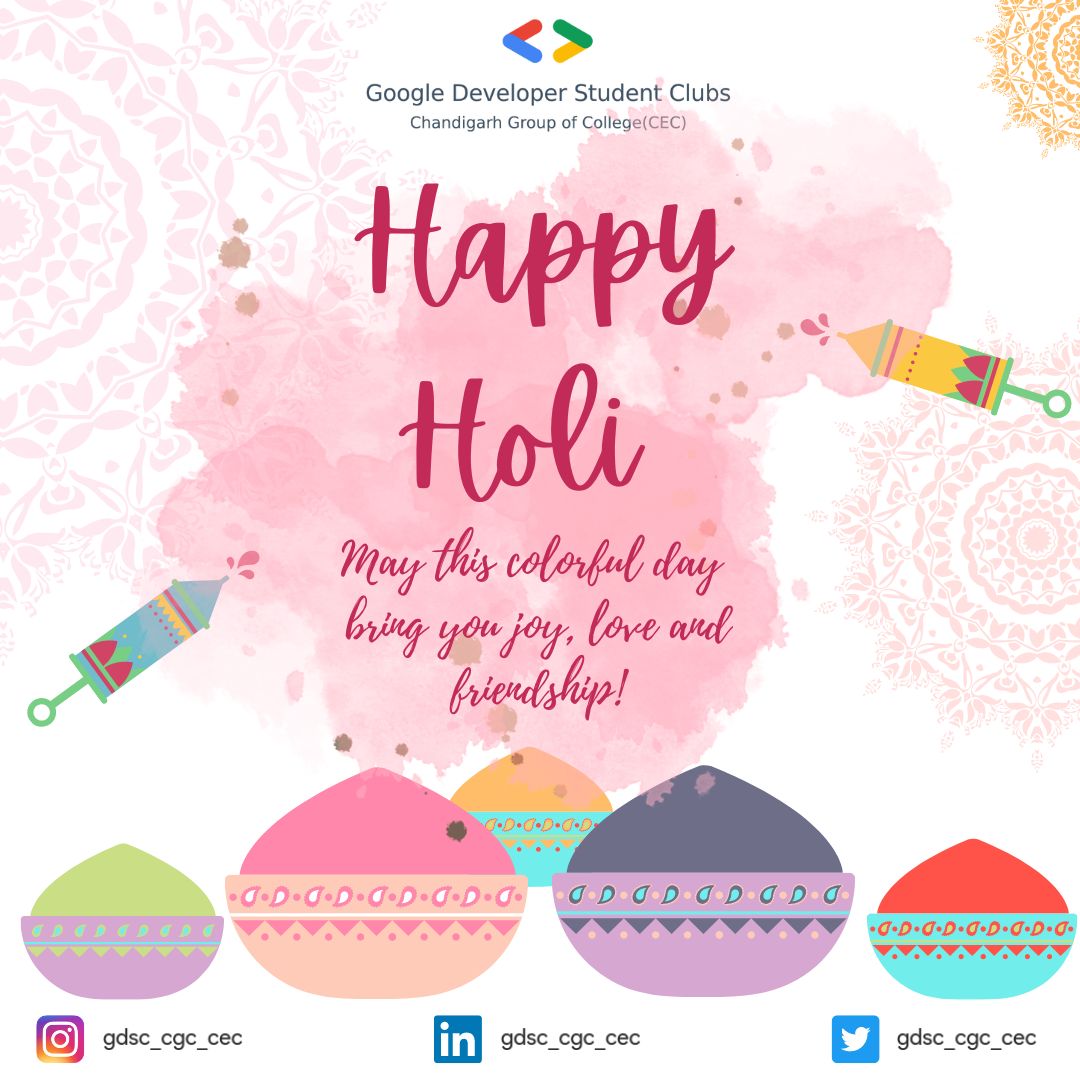 Google Developer Student Clubs
Chandigarh Group of College(CEC)
Happy
Holi
May this colorful day
bring you joy, love and
friendship!
gdsc_cgc_cec
gdsc_cgc_cec
gdsc_cgc_cec